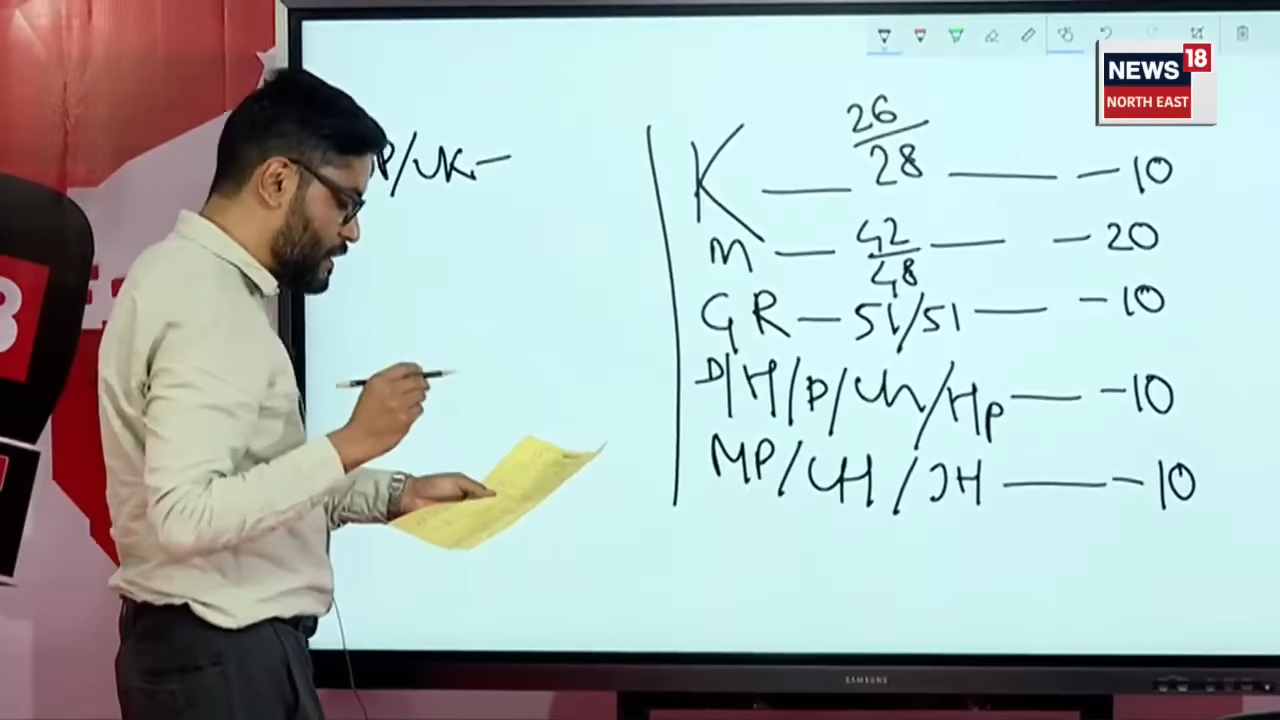 NEWS 18
NORTH EAST
P/UK —
K — 26/28 — -10
M — 42/48 — -20
GR — 51/51 — -10
D/H/P/Uk/HP — -10
MP/CH/JH — -10
SAMSUNG